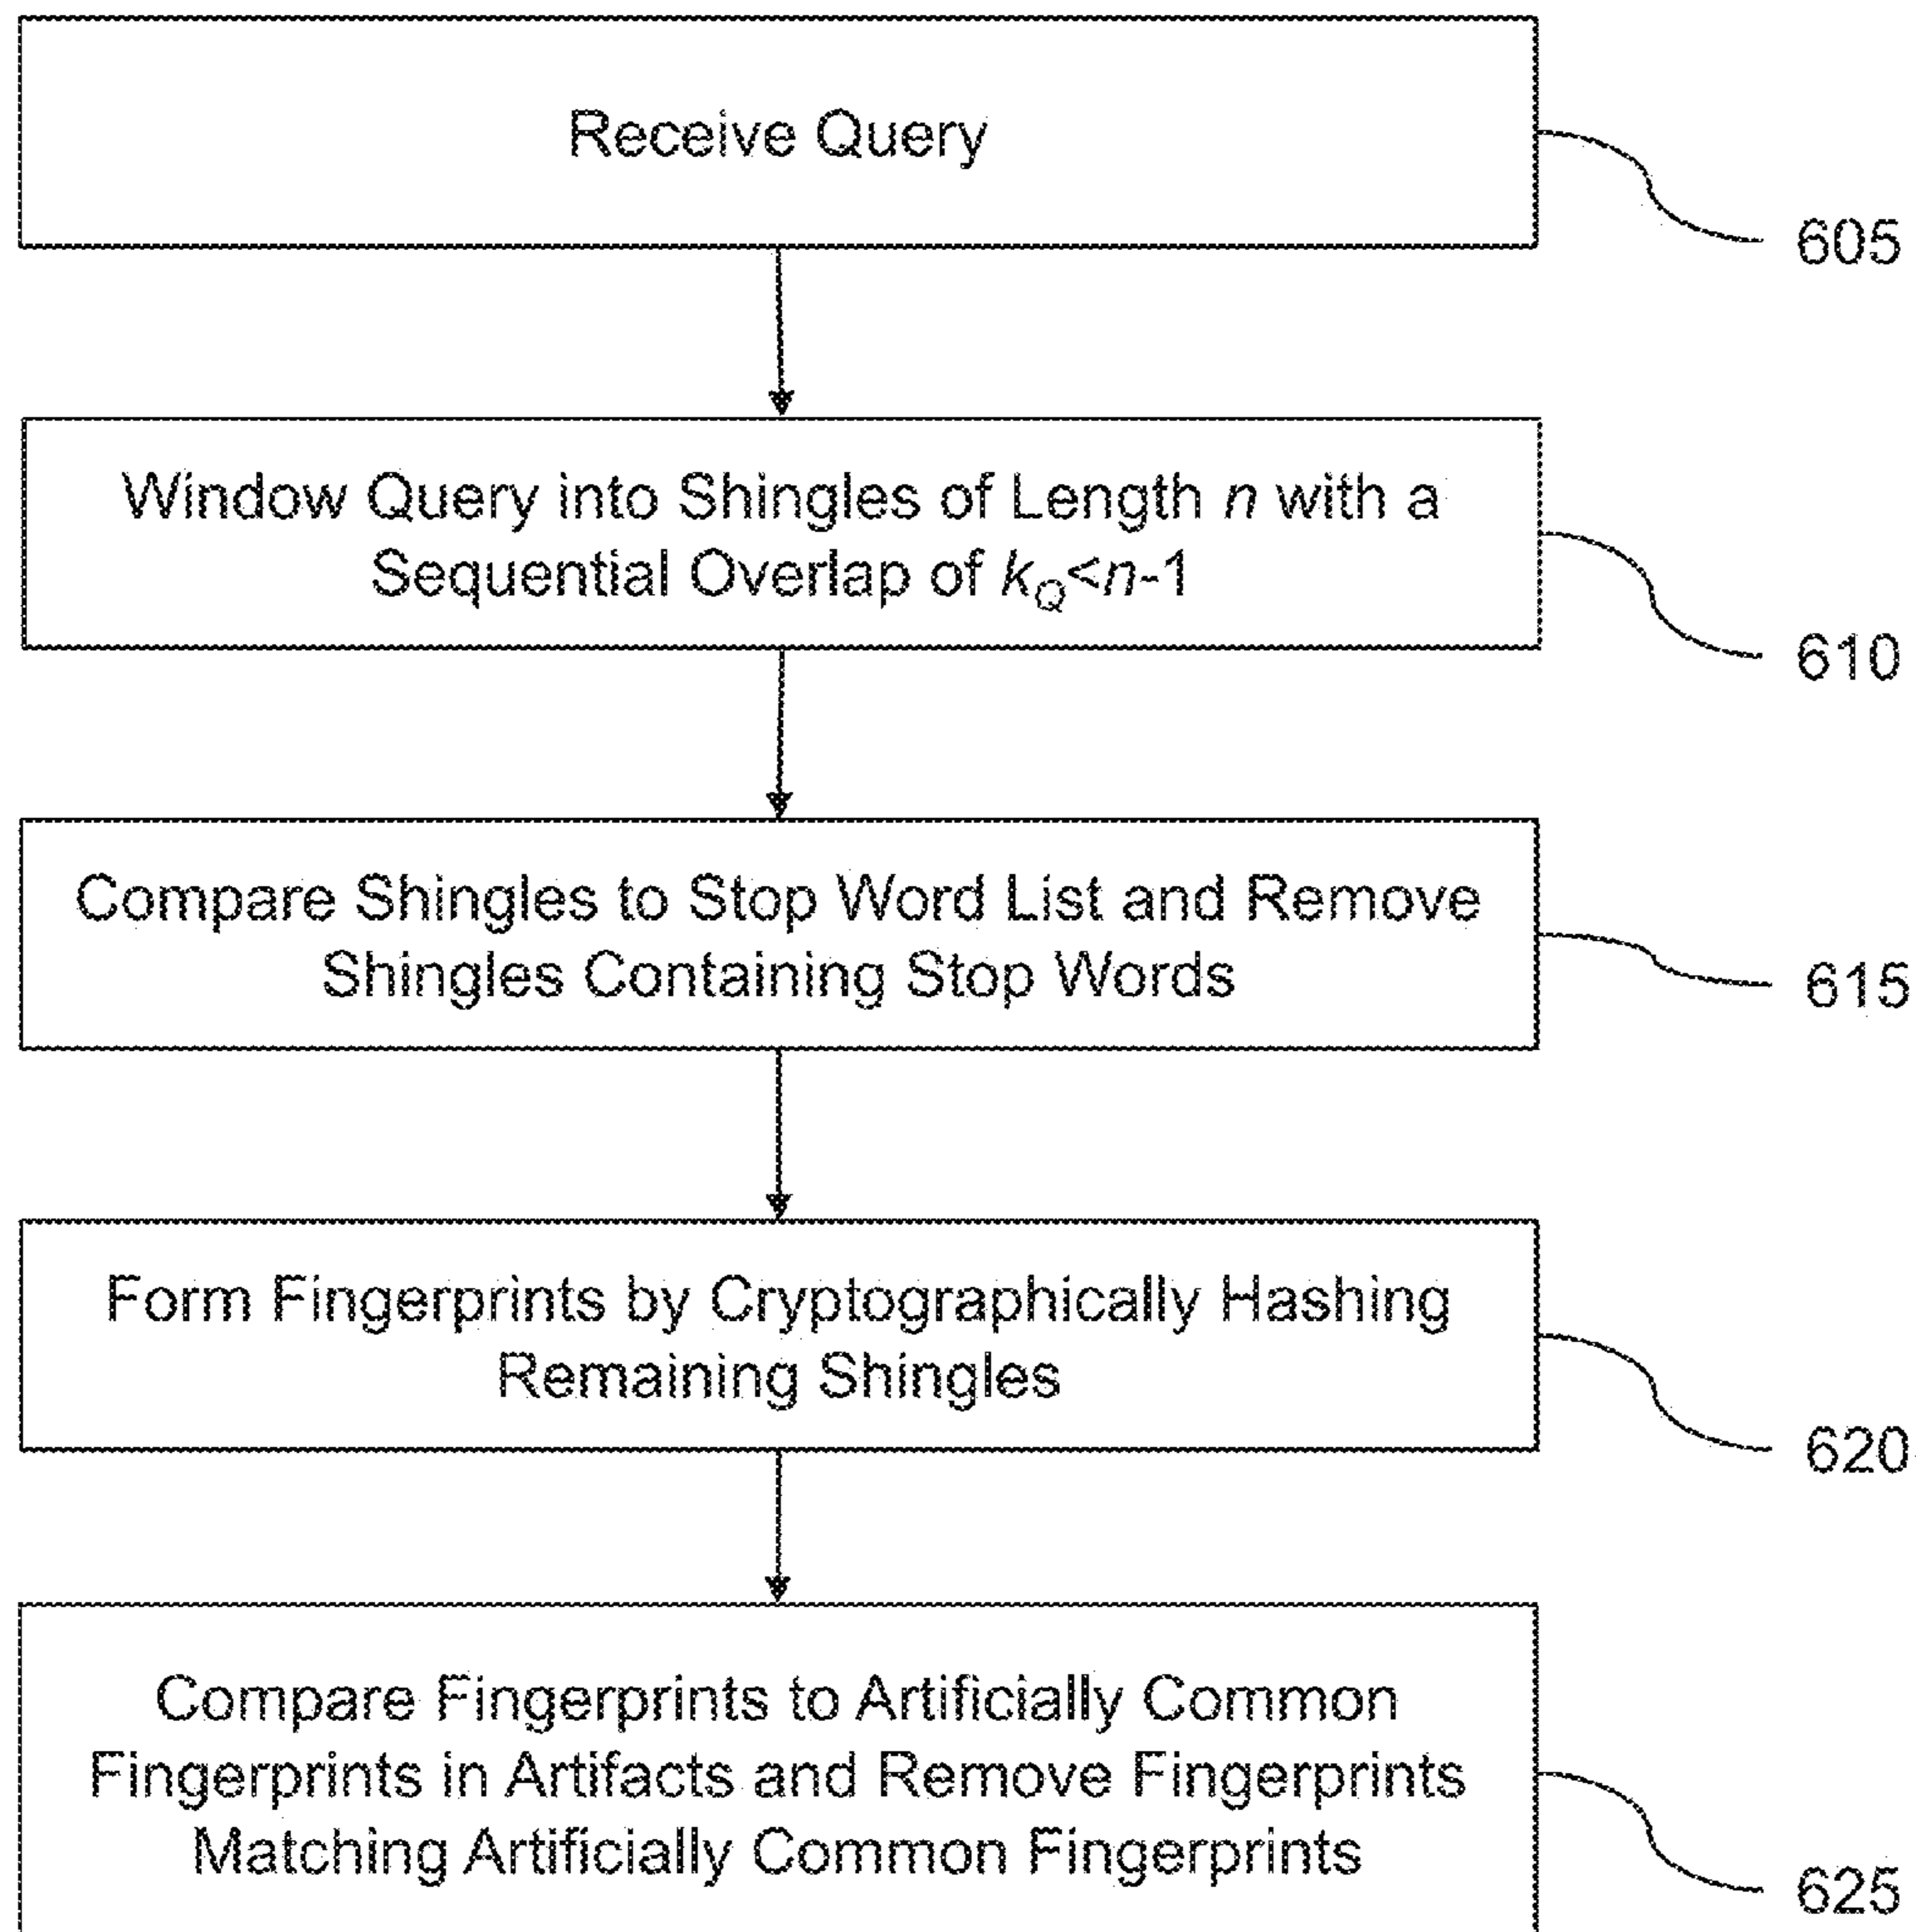 Receive Query
605
Window Query into Shingles of Length n with a
Sequential Overlap of k_Q<n-1
610
Compare Shingles to Stop Word List and Remove
Shingles Containing Stop Words
615
Form Fingerprints by Cryptographically Hashing
Remaining Shingles
620
Compare Fingerprints to Artificially Common
Fingerprints in Artifacts and Remove Fingerprints
Matching Artificially Common Fingerprints
625